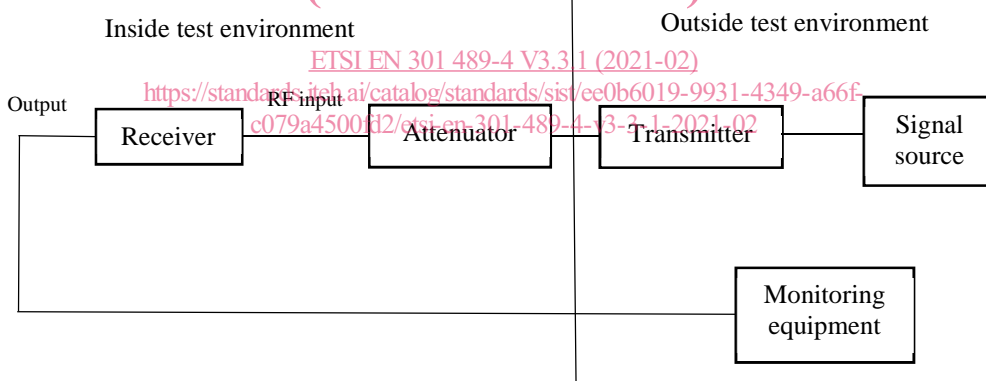 Inside test environment
Outside test environment
ETSI EN 301 489-4 V3.3.1 (2021-02)
https://standards.iteh.ai/catalog/standards/sist/ee0b6019-9931-4349-a66f-
c079a4500fd2/etsi-en-301-489-4-v3-3-1-2021-02
Output
RF input
Receiver
Attenuator
Transmitter
Signal
source
Monitoring
equipment